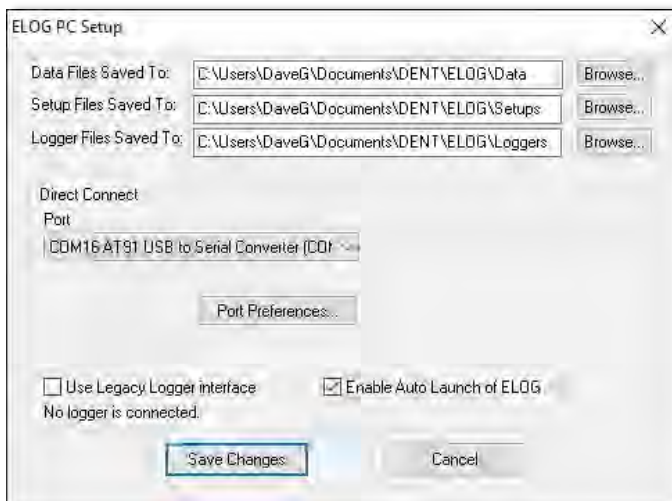 ELOG PC Setup
Data Files Saved To: C:\Users\DaveG\Documents\DENT\ELOG\Data Browse...
Setup Files Saved To: C:\Users\DaveG\Documents\DENT\ELOG\Setups Browse...
Logger Files Saved To: C:\Users\DaveG\Documents\DENT\ELOG\Loggers Browse...
Direct Connect
Port
COM16 AT91 USB to Serial Converter (CO
Port Preferences...
Use Legacy Logger interface Enable Auto Launch of ELOG
No logger is connected.
Save Changes Cancel